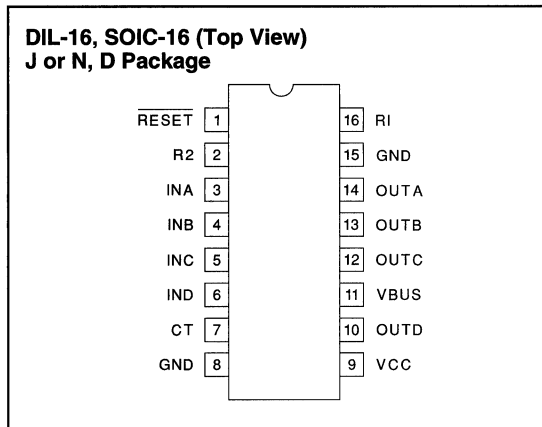 DIL-16, SOIC-16 (Top View)
J or N, D Package
RESET 1 16 RI
R2 2 15 GND
INA 3 14 OUTA
INB 4 13 OUTB
INC 5 12 OUTC
IND 6 11 VBUS
CT 7 10 OUTD
GND 8 9 VCC